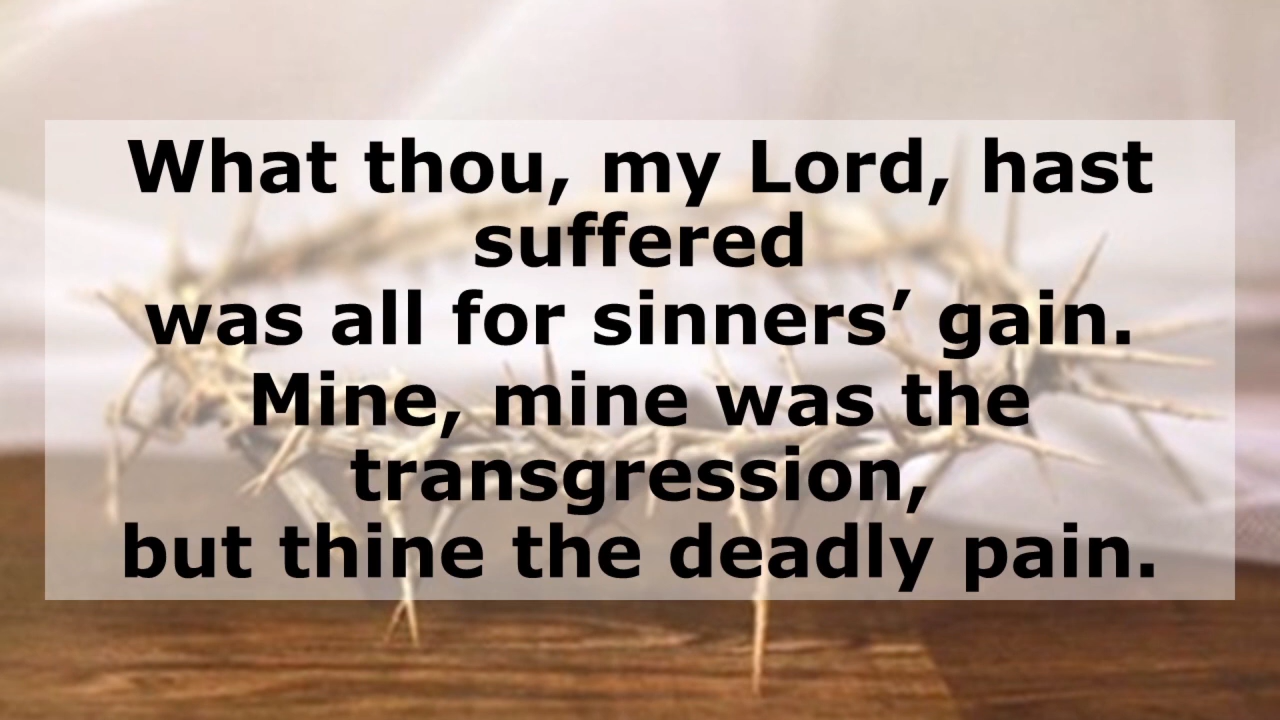 What thou, my Lord, hast
suffered
was all for sinners’ gain.
Mine, mine was the
transgression,
but thine the deadly pain.